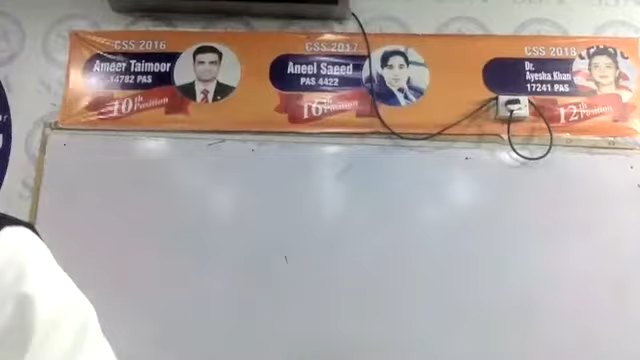 CSS 2016
Ameer Taimoor
14782 PAS
10th Position
CSS 2017
Aneel Saeed
PAS 4422
16th Position
CSS 2018
Dr.
Ayesha Khan
17241 PAS
12th Position